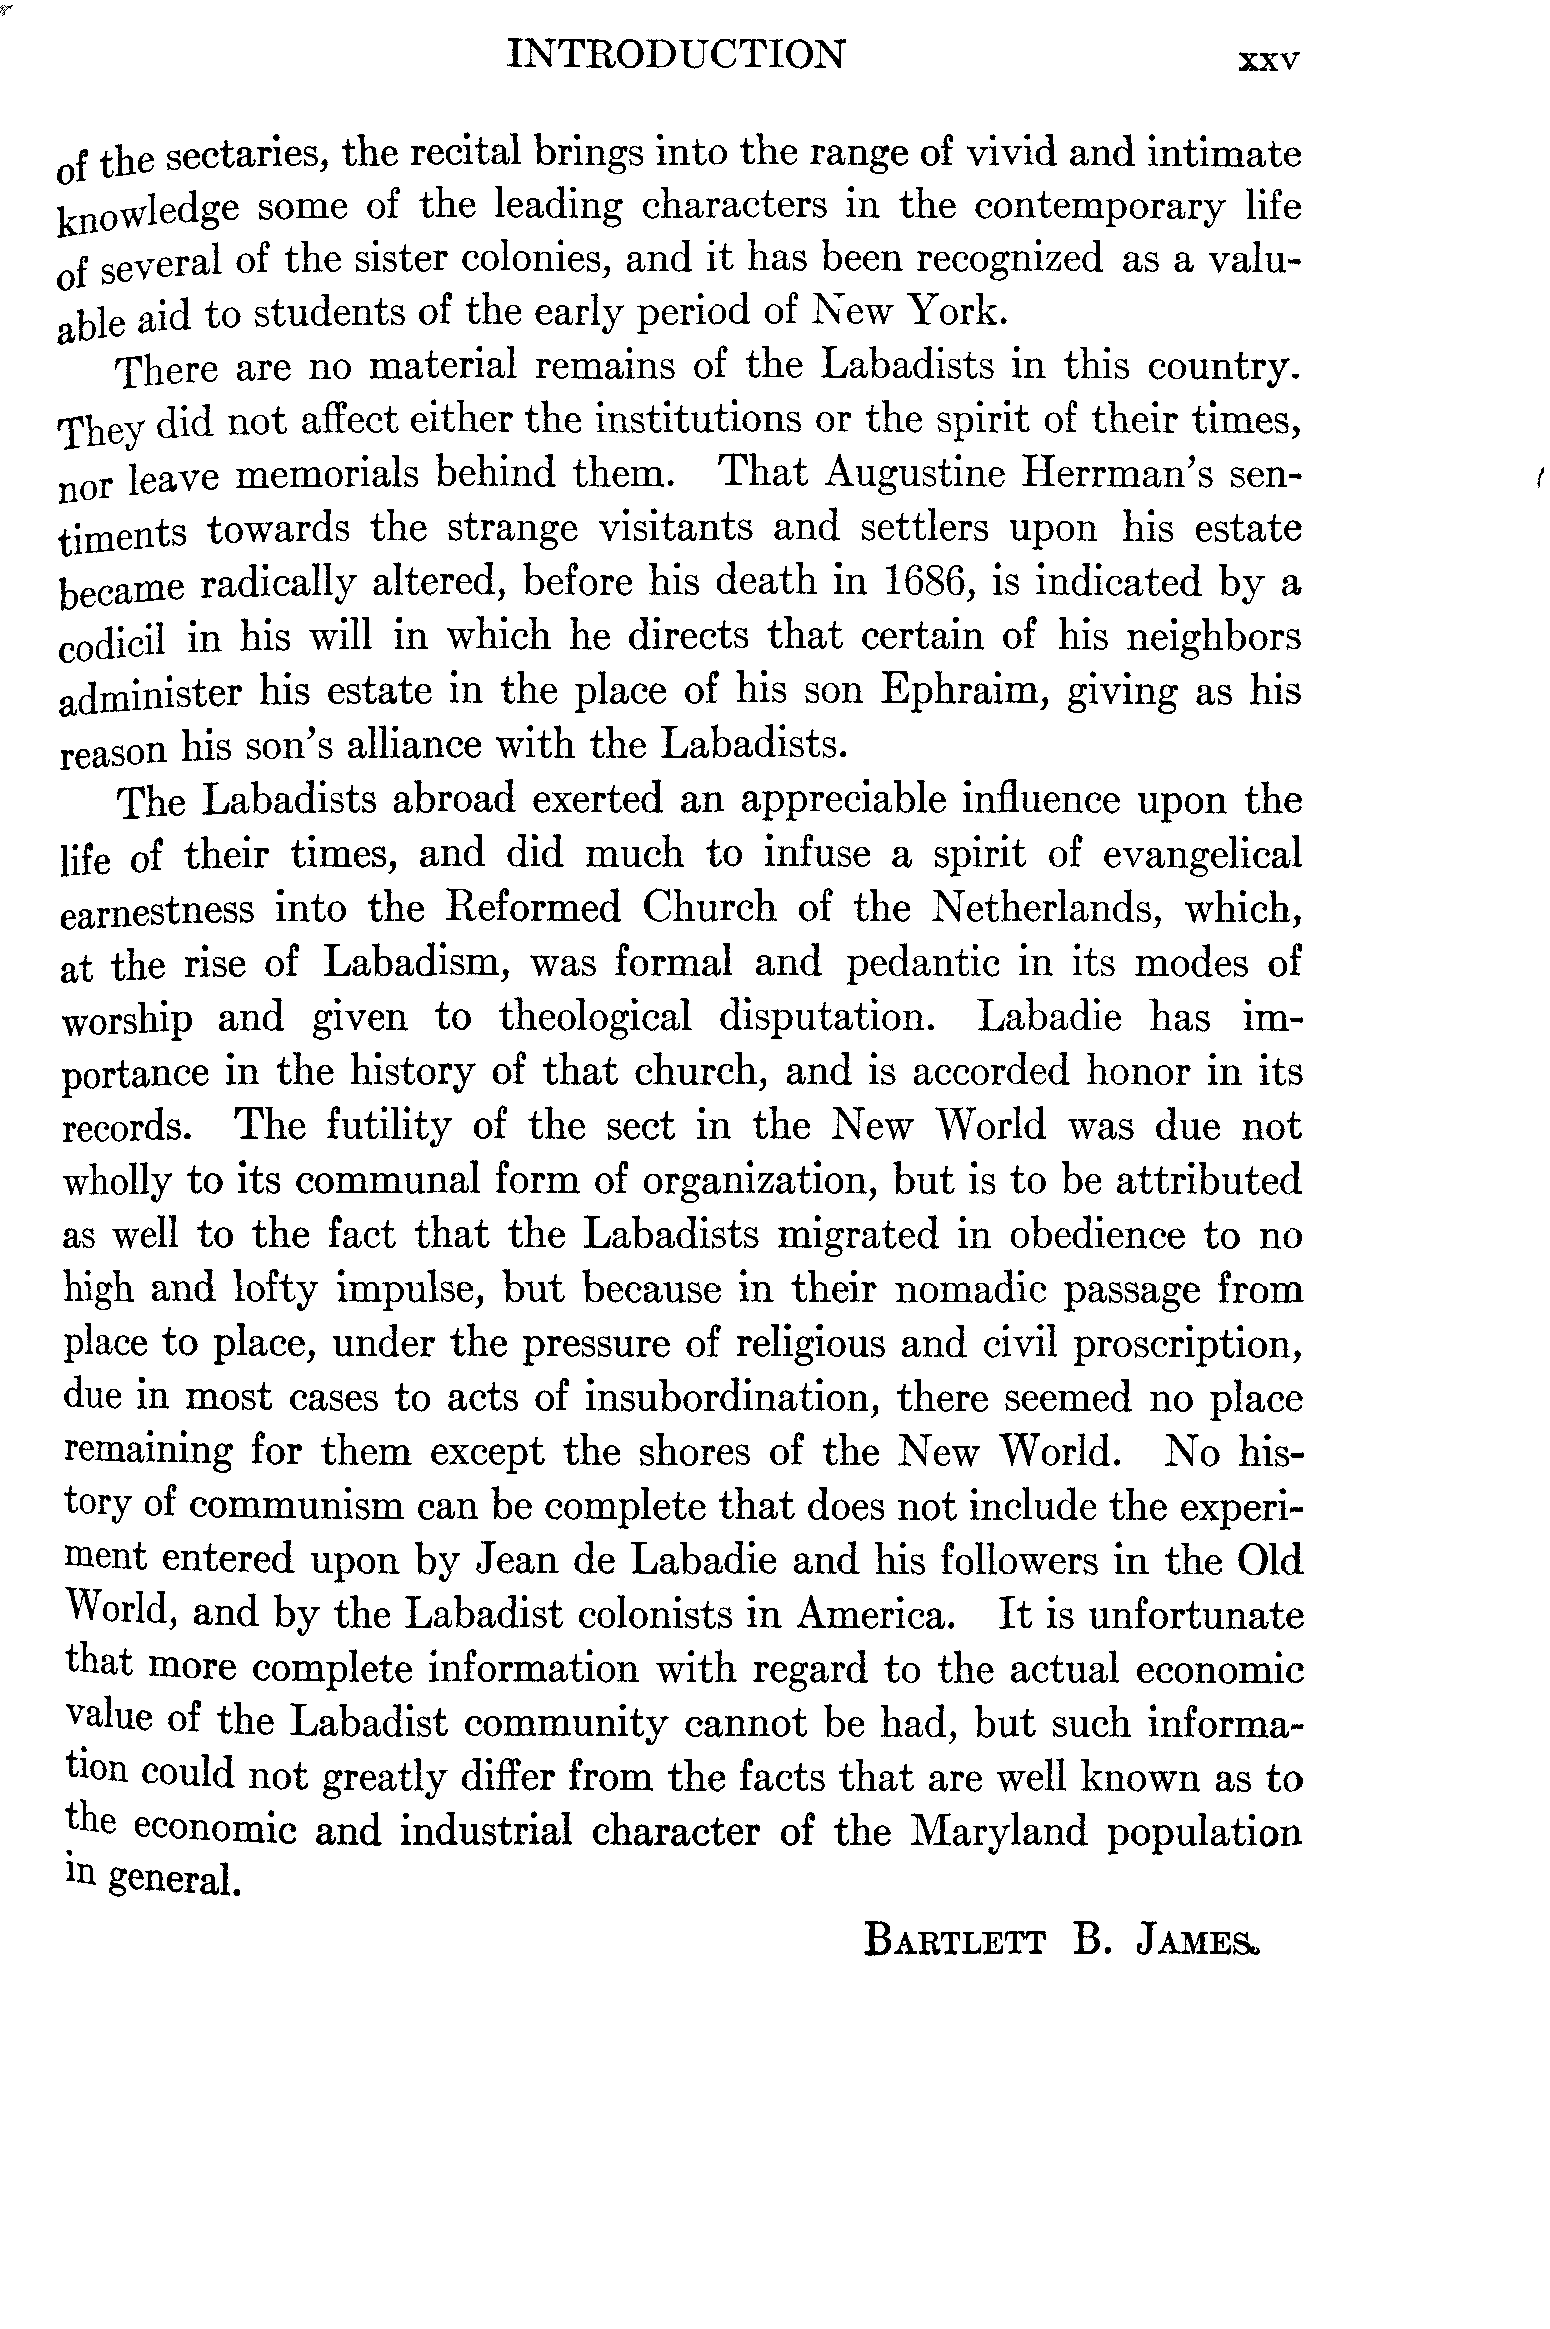 INTRODUCTION xxv
of the sectaries, the recital brings into the range of vivid and intimate
knowledge some of the leading characters in the contemporary life
of several of the sister colonies, and it has been recognized as a valu-
able aid to students of the early period of New York.
There are no material remains of the Labadists in this country.
They did not affect either the institutions or the spirit of their times,
nor leave memorials behind them. That Augustine Herrman's sen-
timents towards the strange visitants and settlers upon his estate
became radically altered, before his death in 1686, is indicated by a
codicil in his will in which he directs that certain of his neighbors
administer his estate in the place of his son Ephraim, giving as his
reason his son's alliance with the Labadists.
The Labadists abroad exerted an appreciable influence upon the
life of their times, and did much to infuse a spirit of evangelical
earnestness into the Reformed Church of the Netherlands, which,
at the rise of Labadism, was formal and pedantic in its modes of
worship and given to theological disputation. Labadie has im-
portance in the history of that church, and is accorded honor in its
records. The futility of the sect in the New World was due not
wholly to its communal form of organization, but is to be attributed
as well to the fact that the Labadists migrated in obedience to no
high and lofty impulse, but because in their nomadic passage from
place to place, under the pressure of religious and civil proscription,
due in most cases to acts of insubordination, there seemed no place
remaining for them except the shores of the New World. No his-
tory of communism can be complete that does not include the experi-
ment entered upon by Jean de Labadie and his followers in the Old
World, and by the Labadist colonists in America. It is unfortunate
that more complete information with regard to the actual economic
value of the Labadist community cannot be had, but such informa-
tion could not greatly differ from the facts that are well known as to
the economic and industrial character of the Maryland population
in general.
BARTLETT B. JAMES.